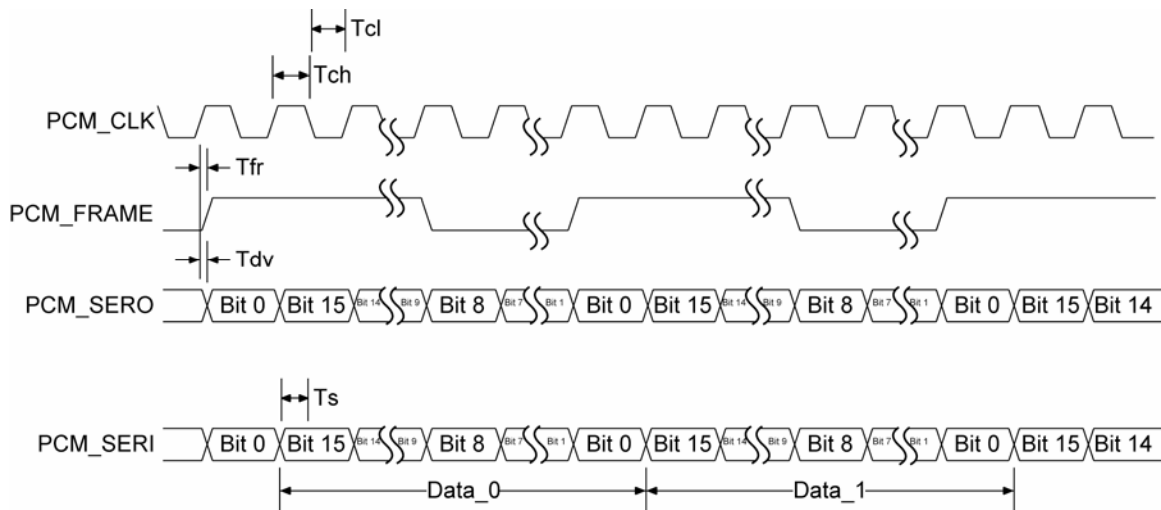 Tcl
Tch
PCM_CLK
Tfr
PCM_FRAME
Tdv
PCM_SERO Bit 0 Bit 15 Bit 14 Bit 9 Bit 8 Bit 7 Bit 1 Bit 0 Bit 15 Bit 14 Bit 9 Bit 8 Bit 7 Bit 1 Bit 0 Bit 15 Bit 14
Ts
PCM_SERI Bit 0 Bit 15 Bit 14 Bit 9 Bit 8 Bit 7 Bit 1 Bit 0 Bit 15 Bit 14 Bit 9 Bit 8 Bit 7 Bit 1 Bit 0 Bit 15 Bit 14
Data_0 Data_1